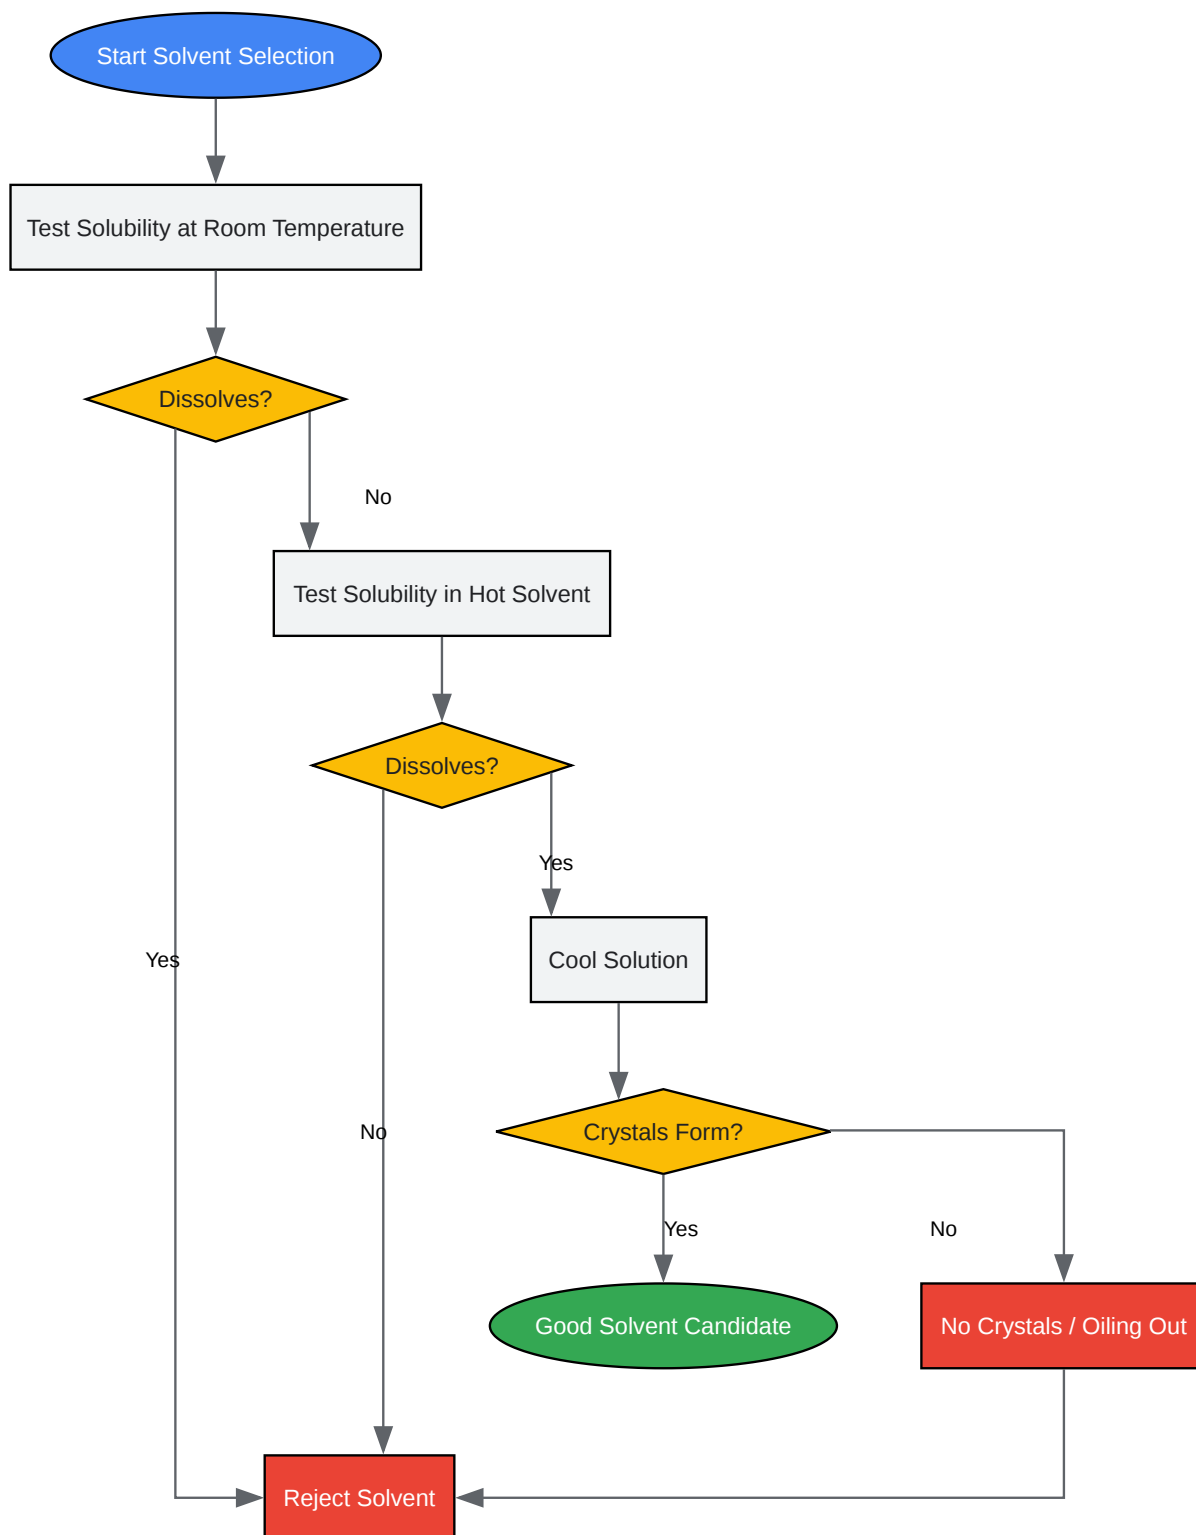 Start Solvent Selection
Test Solubility at Room Temperature
Dissolves?
No
Test Solubility in Hot Solvent
Dissolves?
Yes
Yes
Cool Solution
No
Crystals Form?
Yes
No
Good Solvent Candidate
No Crystals / Oiling Out
Reject Solvent